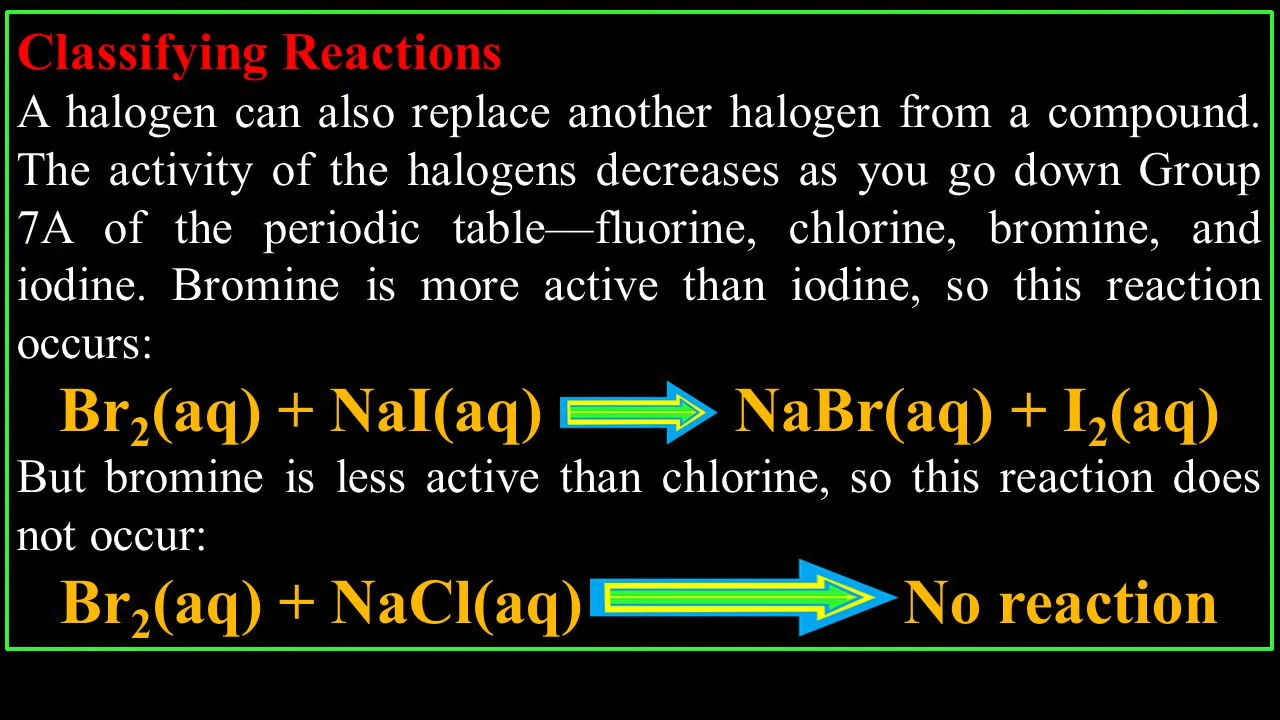 Classifying Reactions
A halogen can also replace another halogen from a compound.
The activity of the halogens decreases as you go down Group
7A of the periodic table—fluorine, chlorine, bromine, and
iodine. Bromine is more active than iodine, so this reaction
occurs:
Br₂(aq) + NaI(aq) NaBr(aq) + I₂(aq)
But bromine is less active than chlorine, so this reaction does
not occur:
Br₂(aq) + NaCl(aq) No reaction